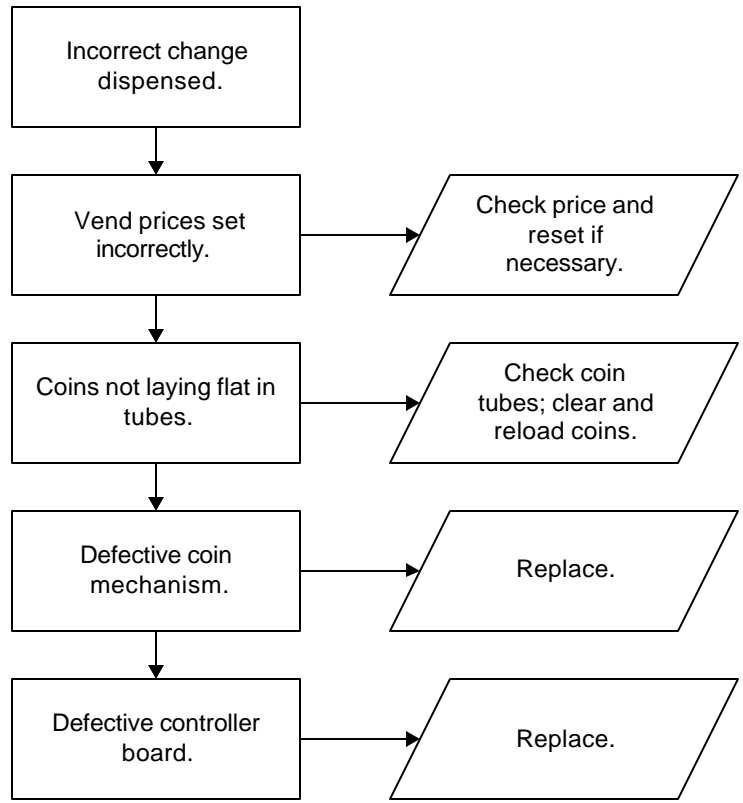 Incorrect change
dispensed.
Vend prices set
incorrectly.
Check price and
reset if
necessary.
Coins not laying flat in
tubes.
Check coin
tubes; clear and
reload coins.
Defective coin
mechanism.
Replace.
Defective controller
board.
Replace.